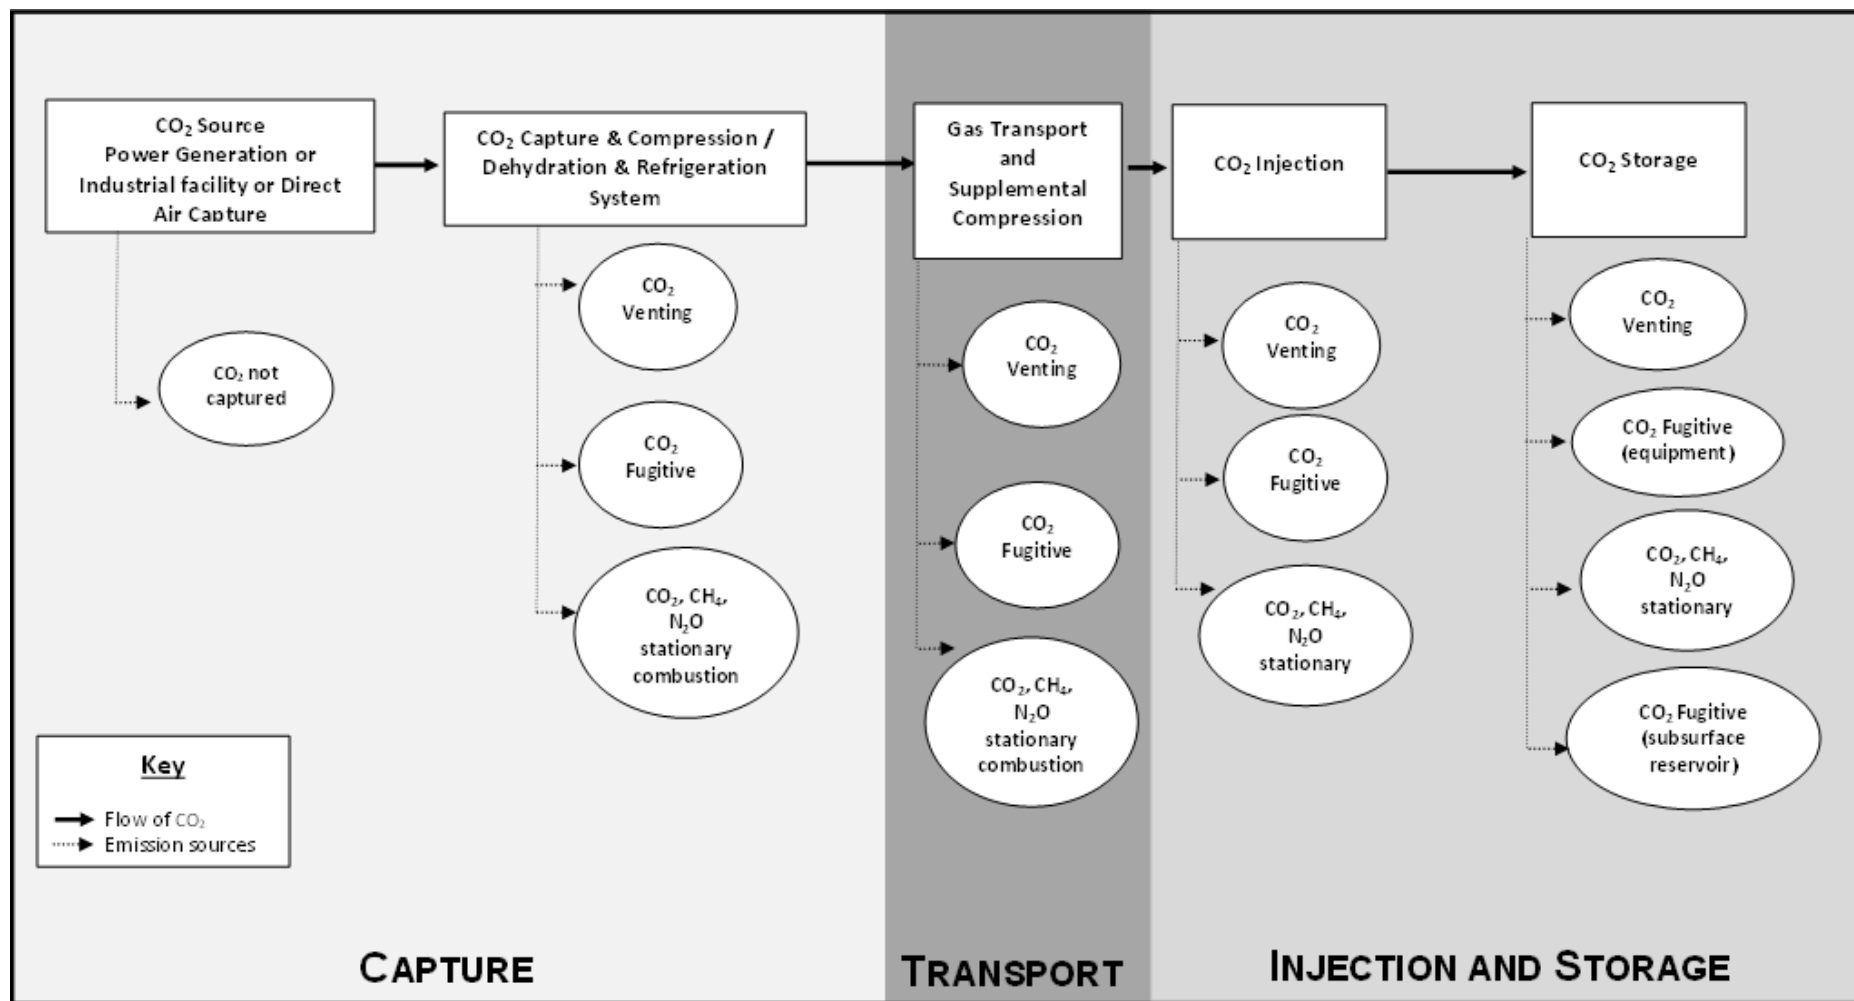 CO₂ Source
Power Generation or
Industrial facility or Direct
Air Capture
CO₂ not
captured
CO₂ Capture & Compression /
Dehydration & Refrigeration
System
CO₂
Venting
CO₂
Fugitive
CO₂, CH₄,
N₂O
stationary
combustion
Gas Transport
and
Supplemental
Compression
CO₂
Venting
CO₂
Fugitive
CO₂, CH₄,
N₂O
stationary
combustion
CO₂ Injection
CO₂
Venting
CO₂
Fugitive
CO₂, CH₄,
N₂O
stationary
CO₂ Storage
CO₂
Venting
CO₂ Fugitive
(equipment)
CO₂, CH₄,
N₂O
stationary
CO₂ Fugitive
(subsurface
reservoir)
Key
Flow of CO₂
Emission sources
CAPTURE
TRANSPORT
INJECTION AND STORAGE